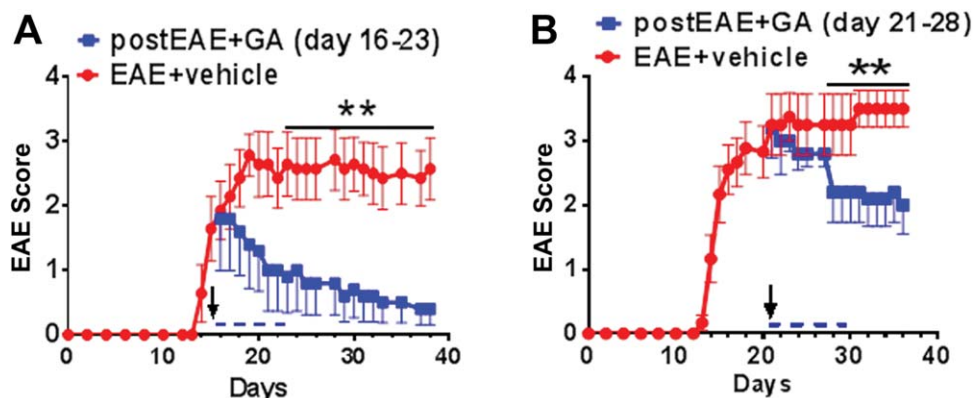 A
postEAE+GA (day 16-23)
EAE+vehicle
4
3
2
1
0
EAE Score
**
0
10
20
30
40
Days
B
postEAE+GA (day 21-28)
EAE+vehicle
4
3
2
1
0
EAE Score
**
0
10
20
30
40
Days